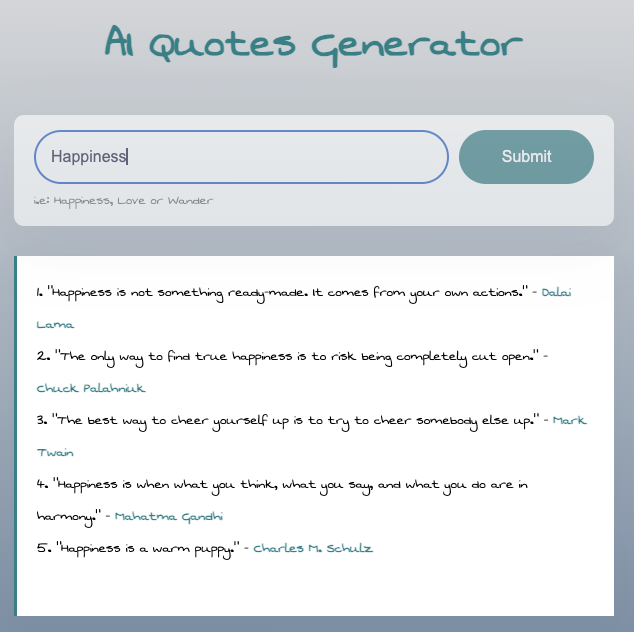 AI Quotes Generator
Happiness
Submit
i.e: Happiness, Love or Wander
1. "Happiness is not something ready-made. It comes from your own actions." - Dalai
Lama
2. "The only way to find true happiness is to risk being completely cut open." -
Chuck Palahniuk
3. "The best way to cheer yourself up is to try to cheer somebody else up." - Mark
Twain
4. "Happiness is when what you think, what you say, and what you do are in
harmony." - Mahatma Gandhi
5. "Happiness is a warm puppy." - Charles M. Schulz